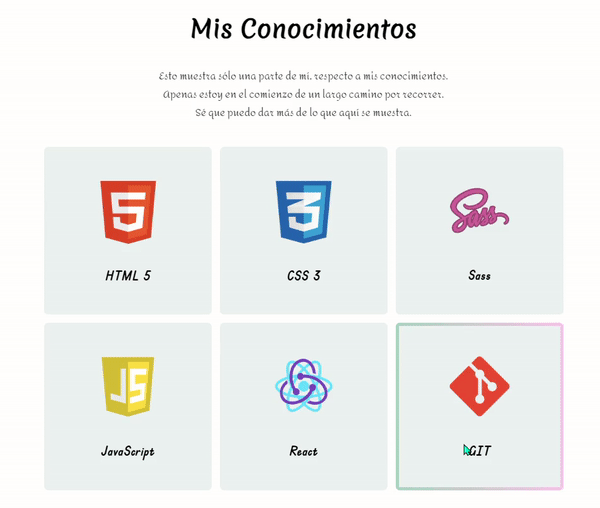 Mis Conocimientos
Esto muestra sólo una parte de mi, respecto a mis conocimientos.
Apenas estoy en el comienzo de un largo camino por recorrer.
Sé que puedo dar más de lo que aqui se muestra.
5
3
Sass
HTML 5
CSS 3
Sass
JS
JavaScript
React
GIT